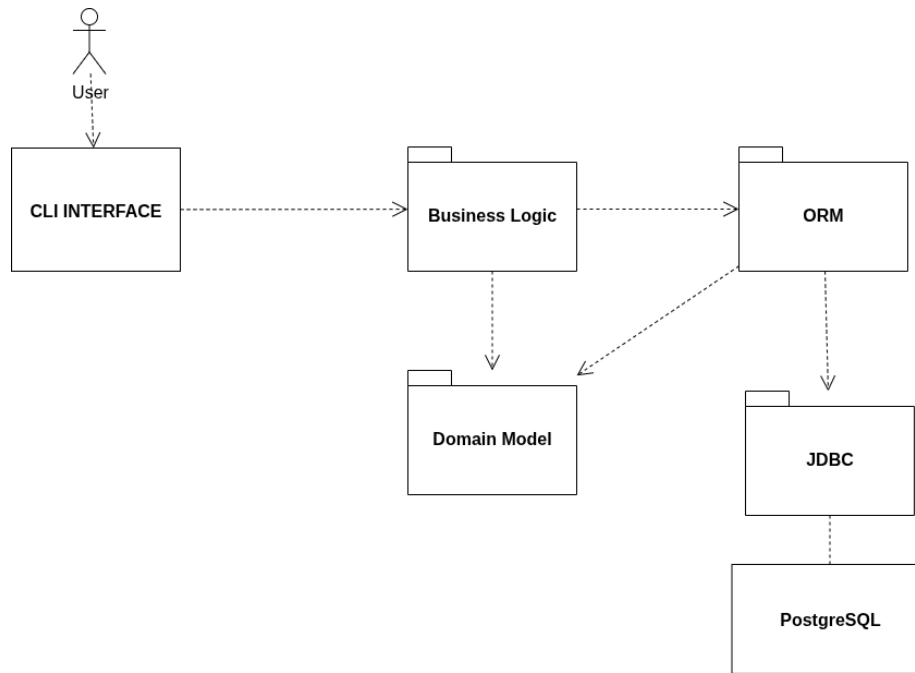 User
CLI INTERFACE
Business Logic
ORM
Domain Model
JDBC
PostgreSQL